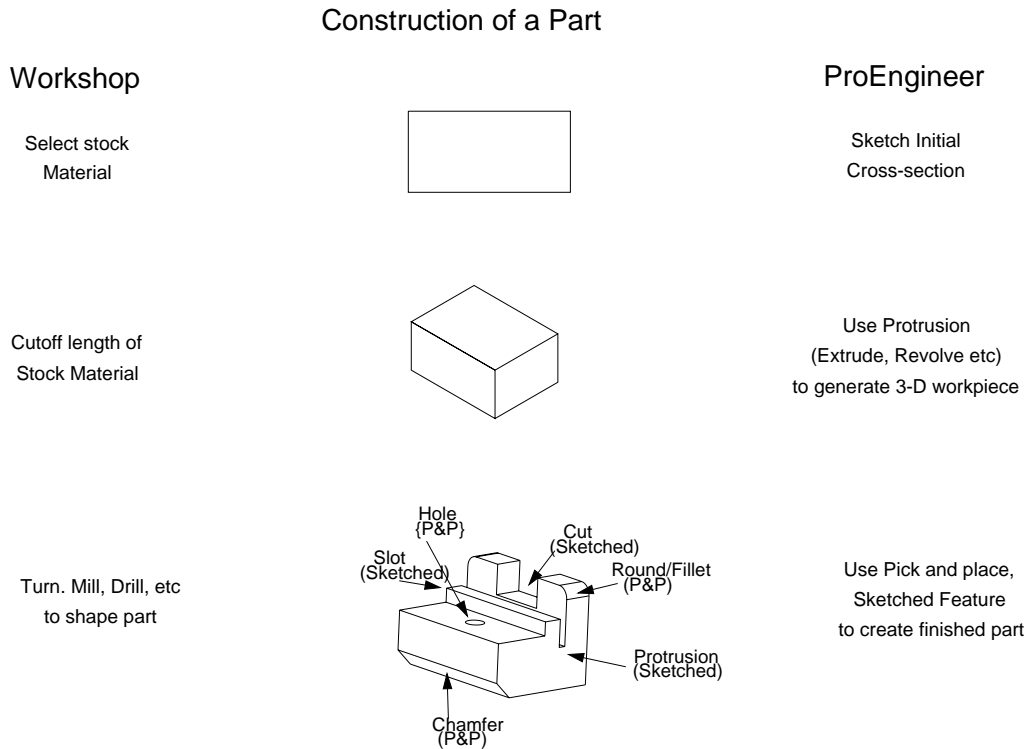 Construction of a Part
Workshop
ProEngineer
Select stock
Material
Sketch Initial
Cross-section
Cutoff length of
Stock Material
Use Protrusion
(Extrude, Revolve etc)
to generate 3-D workpiece
Turn. Mill, Drill, etc
to shape part
Hole
{P&P}
Cut
(Sketched)
Slot
(Sketched)
Round/Fillet
(P&P)
Protrusion
(Sketched)
Chamfer
(P&P)
Use Pick and place,
Sketched Feature
to create finished part